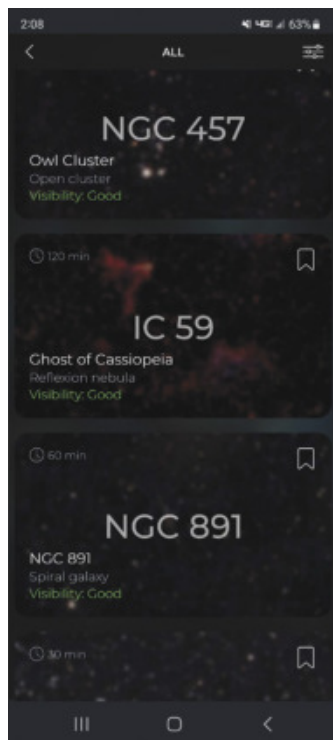 2:08 63%
ALL
NGC 457
Owl Cluster
Open cluster
Visibility: Good
120 min
IC 59
Ghost of Cassiopeia
Reflexion nebula
Visibility: Good
60 min
NGC 891
NGC 891
Spiral galaxy
Visibility: Good
30 min